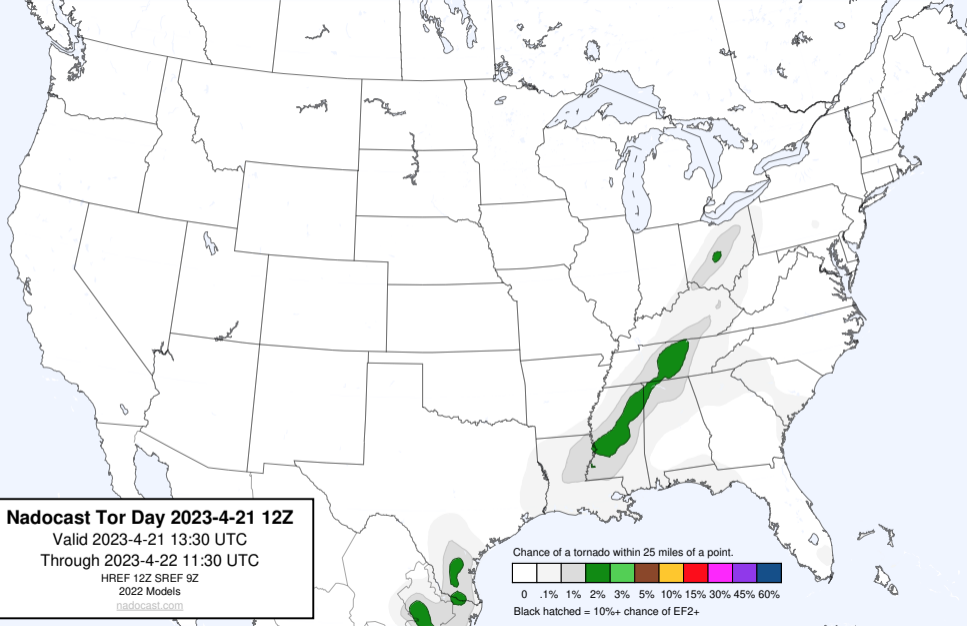 Nadocast Tor Day 2023-4-21 12Z
Valid 2023-4-21 13:30 UTC
Through 2023-4-22 11:30 UTC
HREF 12Z SREF 9Z
2022 Models
nadocast.com
Chance of a tornado within 25 miles of a point.
0 .1% 1% 2% 3% 5% 10% 15% 30% 45% 60%
Black hatched = 10%+ chance of EF2+